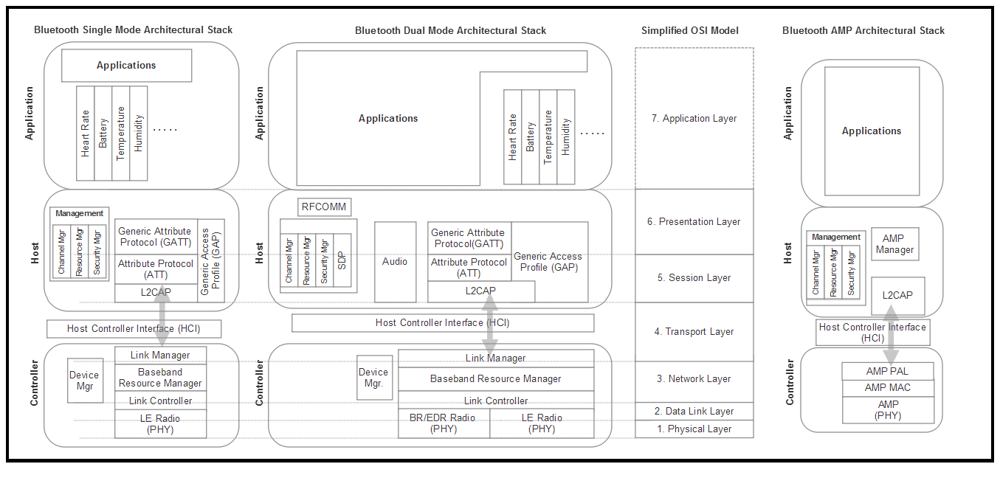 Bluetooth Single Mode Architectural Stack
Application
Applications
Heart Rate
Battery
Temperature
Humidity
. . . . .
Host
Management
Channel Mgr
Resource Mgr
Security Mgr
Generic Attribute
Protocol (GATT)
Attribute Protocol
(ATT)
L2CAP
Generic Access
Profile (GAP)
Host Controller Interface (HCI)
Controller
Device
Mgr
Link Manager
Baseband
Resource Manager
Link Controller
LE Radio
(PHY)
Bluetooth Dual Mode Architectural Stack
Application
Applications
Heart Rate
Battery
Temperature
Humidity
. . . . .
Host
RFCOMM
Channel Mgr
Resource Mgr
Security Mgr
SDP
Audio
Generic Attribute
Protocol(GATT)
Attribute Protocol
(ATT)
L2CAP
Generic Access
Profile (GAP)
Host Controller Interface (HCI)
Controller
Device
Mgr.
Link Manager
Baseband Resource Manager
Link Controller
BR/EDR Radio
(PHY)
LE Radio
(PHY)
Simplified OSI Model
7. Application Layer
6. Presentation Layer
5. Session Layer
4. Transport Layer
3. Network Layer
2. Data Link Layer
1. Physical Layer
Bluetooth AMP Architectural Stack
Application
Applications
Host
Management
Channel Mgr
Resource Mgr
Security Mgr
AMP
Manager
L2CAP
Host Controller Interface
(HCI)
Controller
AMP PAL
AMP MAC
AMP
(PHY)